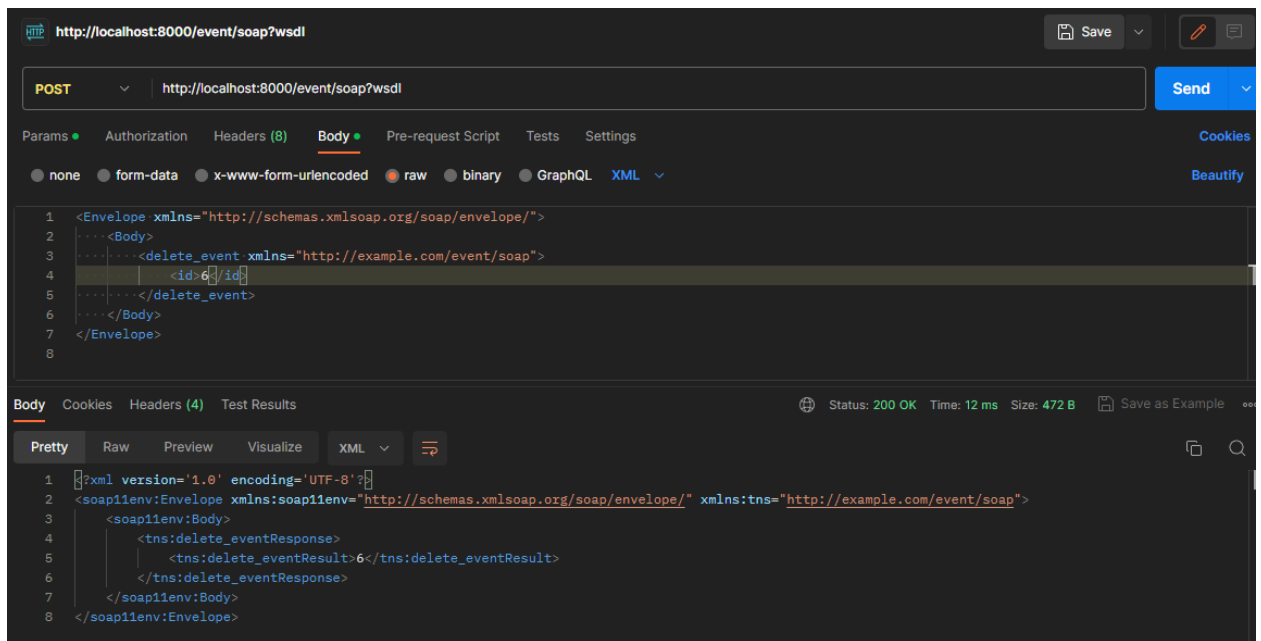 HTTP http://localhost:8000/event/soap?wsdl Save
POST http://localhost:8000/event/soap?wsdl Send
Params Authorization Headers (8) Body Pre-request Script Tests Settings Cookies
none form-data x-www-form-urlencoded raw binary GraphQL XML Beautify
1 <Envelope xmlns="http://schemas.xmlsoap.org/soap/envelope/">
2 <Body>
3 <delete_event xmlns="http://example.com/event/soap">
4 <id>6</id>
5 </delete_event>
6 </Body>
7 </Envelope>
8
Body Cookies Headers (4) Test Results Status: 200 OK Time: 12 ms Size: 472 B Save as Example
Pretty Raw Preview Visualize XML
1 <?xml version='1.0' encoding='UTF-8'?>
2 <soap11env:Envelope xmlns:soap11env="http://schemas.xmlsoap.org/soap/envelope/" xmlns:tns="http://example.com/event/soap">
3 <soap11env:Body>
4 <tns:delete_eventResponse>
5 <tns:delete_eventResult>6</tns:delete_eventResult>
6 </tns:delete_eventResponse>
7 </soap11env:Body>
8 </soap11env:Envelope>